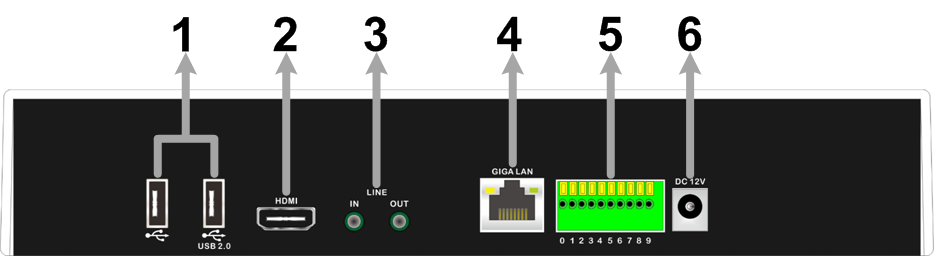 1 2 3 4 5 6
GIGA LAN
DC 12V
LINE
HDMI
IN OUT
0 1 2 3 4 5 6 7 8 9
USB 2.0